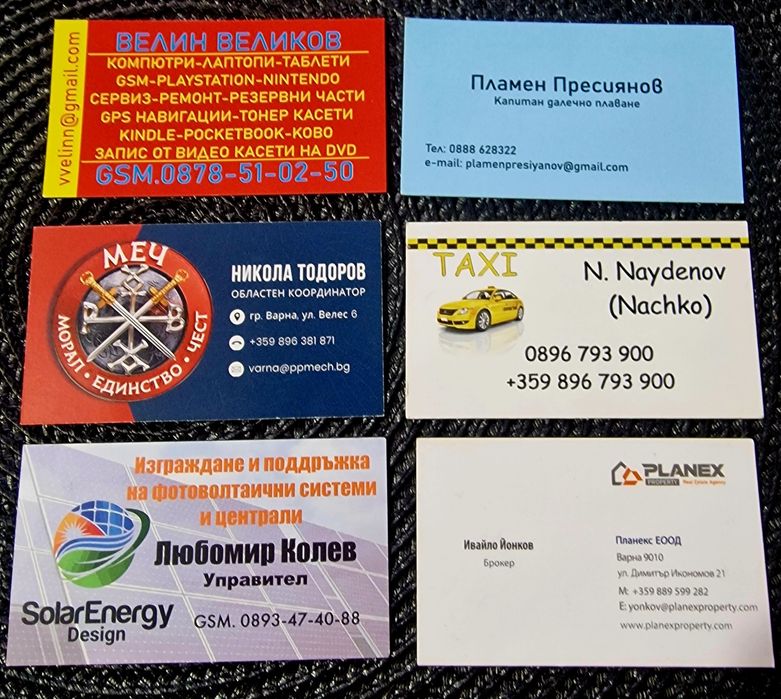 vvelinn@gmail.com
ВЕЛИН ВЕЛИКОВ
КОМПЮТРИ-ЛАПТОПИ-ТАБЛЕТИ
GSM-PLAYSTATION-NINTENDO
СЕРВИЗ-РЕМОНТ-РЕЗЕРВНИ ЧАСТИ
GPS НАВИГАЦИИ-ТОНЕР КАСЕТИ
KINDLE-POCKETBOOK-КОВО
ЗАПИС ОТ ВИДЕО КАСЕТИ НА DVD
GSM.0878-51-02-50
Пламен Пресиянов
Капитан далечно плаване
Тел: 0888 628322
e-mail: plamenpresiyanov@gmail.com
МЕЧ
МОРАЛ • ЕДИНСТВО • ЧЕСТ
НИКОЛА ТОДОРОВ
ОБЛАСТЕН КООРДИНАТОР
гр. Варна, ул. Велес 6
+359 896 381 871
varna@ppmech.bg
TAXI
N. Naydenov
(Nachko)
0896 793 900
+359 896 793 900
Изграждане и поддръжка
на фотоволтаични системи
и централи
Любомир Колев
Управител
SolarEnergy
Design
GSM. 0893-47-40-88
PLANEX
PROPERTY Real Estate Agency
Ивайло Йонков
Брокер
Планекс ЕООД
Варна 9010
ул. Димитър Икономов 21
M: +359 889 599 282
E: yonkov@planexproperty.com
www.planexproperty.com